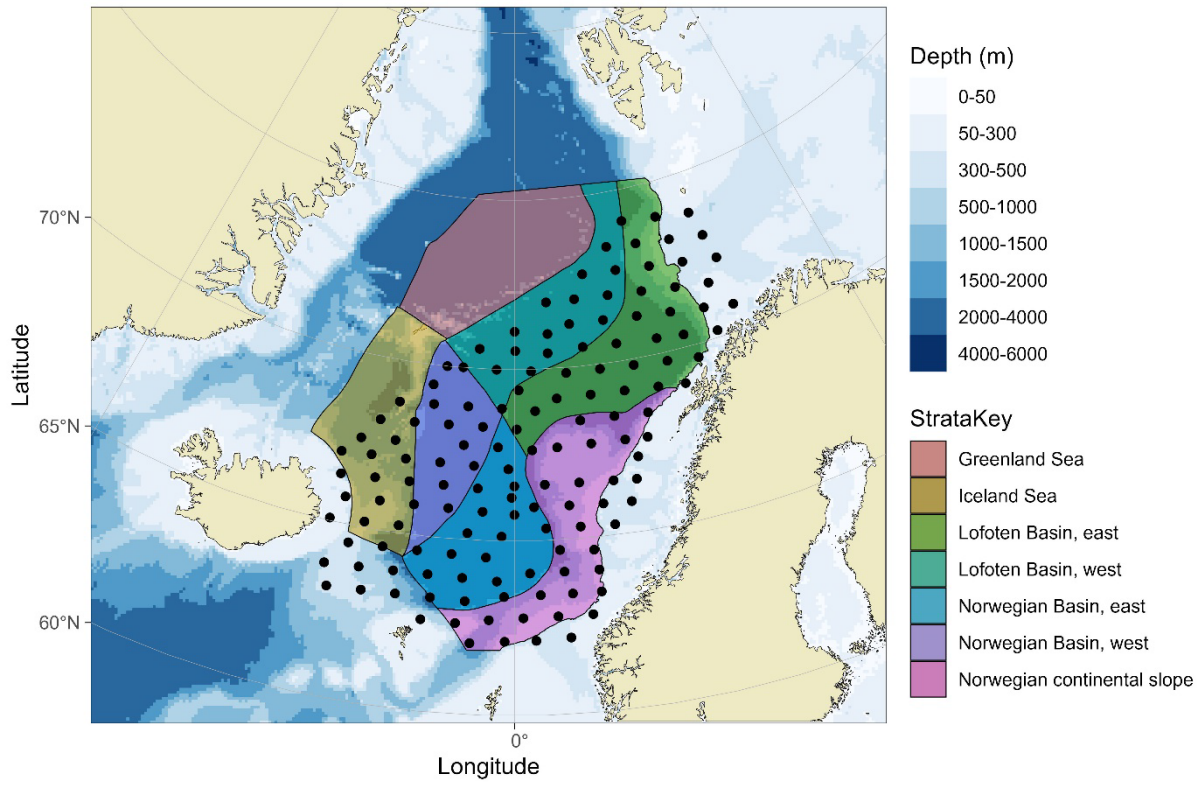 70°N
65°N
60°N
Latitude
0°
Longitude
Depth (m)
0-50
50-300
300-500
500-1000
1000-1500
1500-2000
2000-4000
4000-6000
StrataKey
Greenland Sea
Iceland Sea
Lofoten Basin, east
Lofoten Basin, west
Norwegian Basin, east
Norwegian Basin, west
Norwegian continental slope